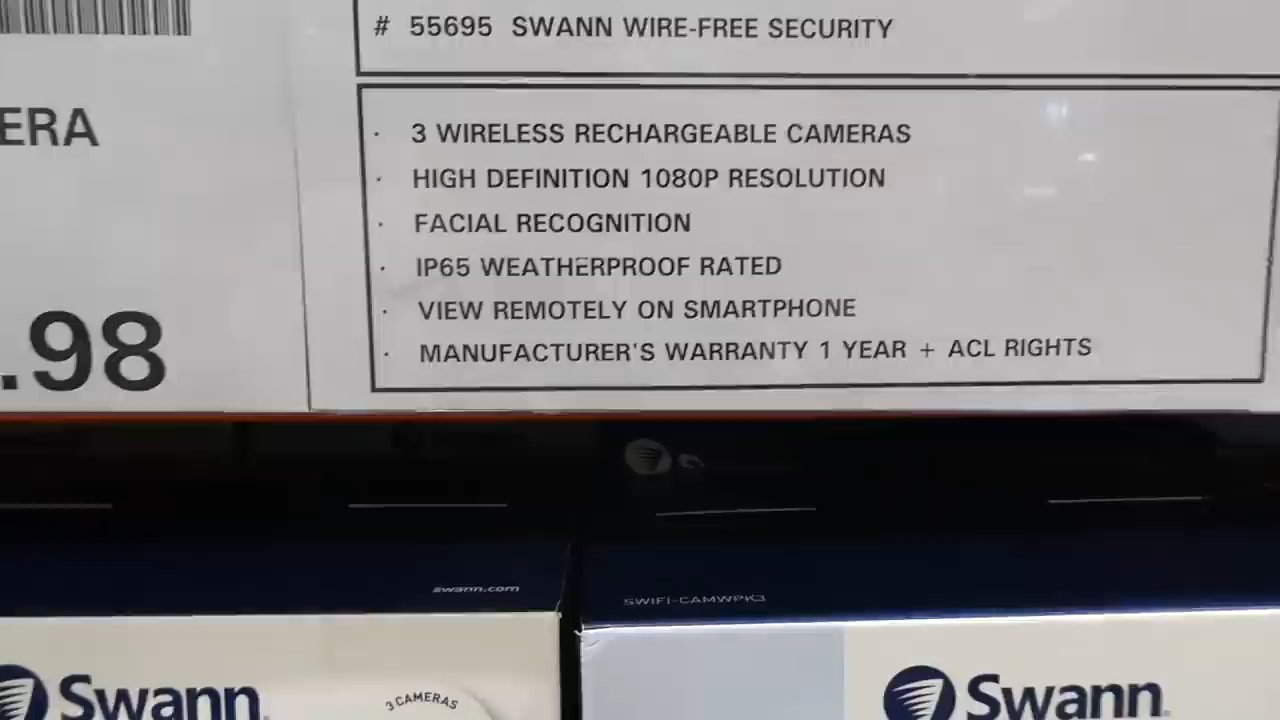 # 55695 SWANN WIRE-FREE SECURITY
ERA
· 3 WIRELESS RECHARGEABLE CAMERAS
· HIGH DEFINITION 1080P RESOLUTION
· FACIAL RECOGNITION
· IP65 WEATHERPROOF RATED
· VIEW REMOTELY ON SMARTPHONE
· MANUFACTURER'S WARRANTY 1 YEAR + ACL RIGHTS
.98
swann.com
SWIFI-CAMWPK3
Swann.
3 CAMERAS
Swann.